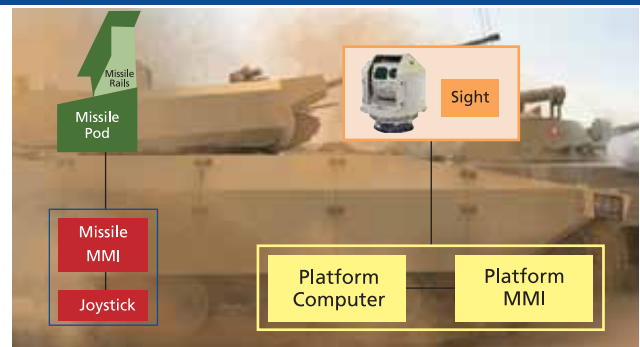 Missile
Rails
Missile
Pod
Sight
Missile
MMI
Joystick
Platform
Computer
Platform
MMI